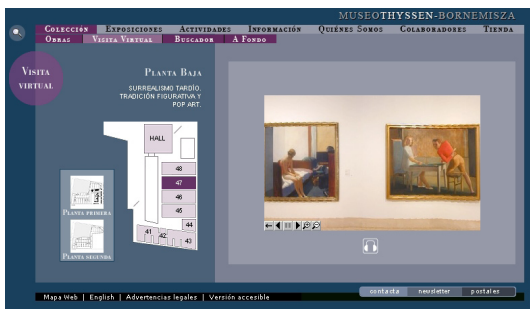 MUSEOTHYSSEN-BORNEMISZA
Colección Exposiciones Actividades Información Quiénes Somos Colaboradores Tienda
Obras Visita Virtual Buscador A Fondo
Visita
virtual
Planta Baja
SURREALISMO TARDÍO.
TRADICIÓN FIGURATIVA Y
POP ART.
HALL
48
47
46
45
44
41 42 43
Planta primera
Planta segunda
contacta newsletter postales
Mapa Web | English | Advertencias legales | Versión accesible